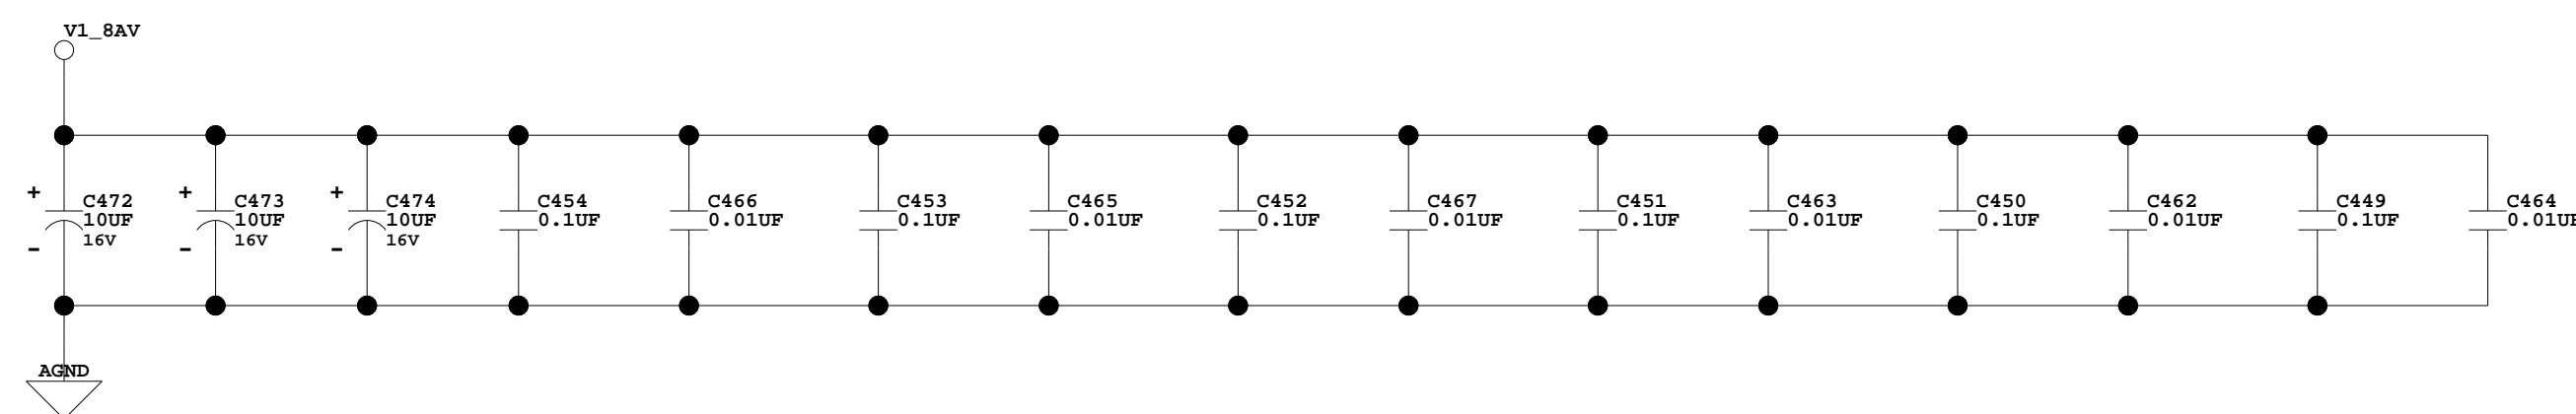 V1_8AV
+
C472
10UF
16V
-
+
C473
10UF
16V
-
+
C474
10UF
16V
-
C454
0.1UF
C466
0.01UF
C453
0.1UF
C465
0.01UF
C452
0.1UF
C467
0.01UF
C451
0.1UF
C463
0.01UF
C450
0.1UF
C462
0.01UF
C449
0.1UF
C464
0.01UF
AGND